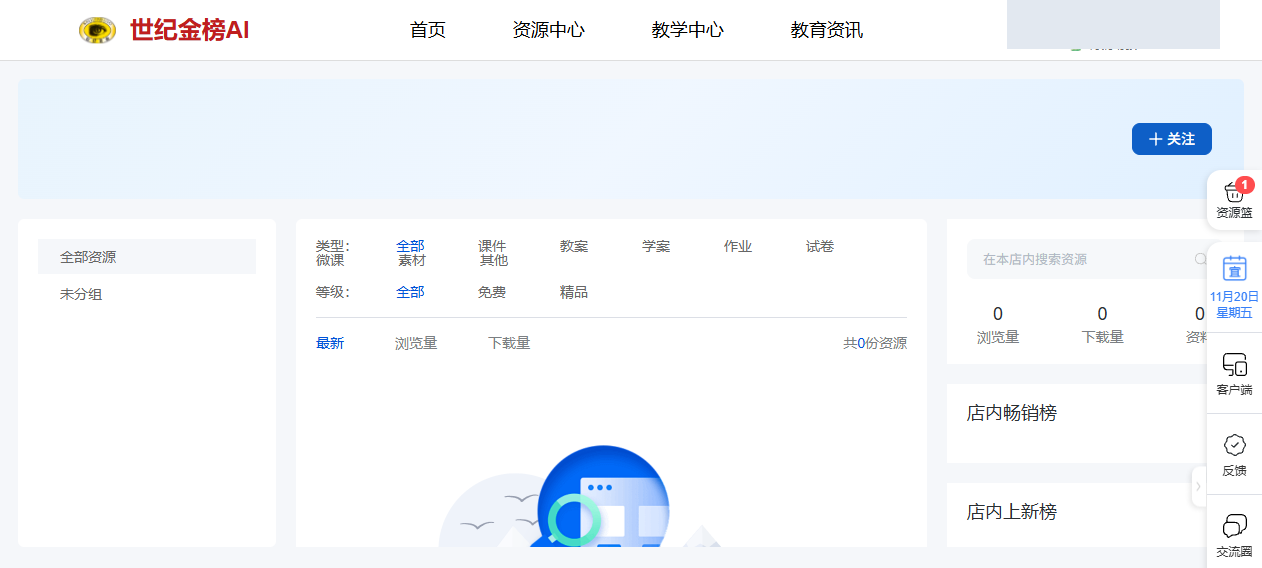 世纪金榜AI 首页 资源中心 教学中心 教育资讯
关注
1
资源篮
全部资源
未分组
类型: 全部 课件 教案 学案 作业 试卷
微课 素材 其他
等级: 全部 免费 精品
最新 浏览量 下载量 共0份资源
在本店内搜索资源
0 0 0
浏览量 下载量
店内畅销榜
店内上新榜
宜
11月20日
星期五
客户端
反馈
交流圈